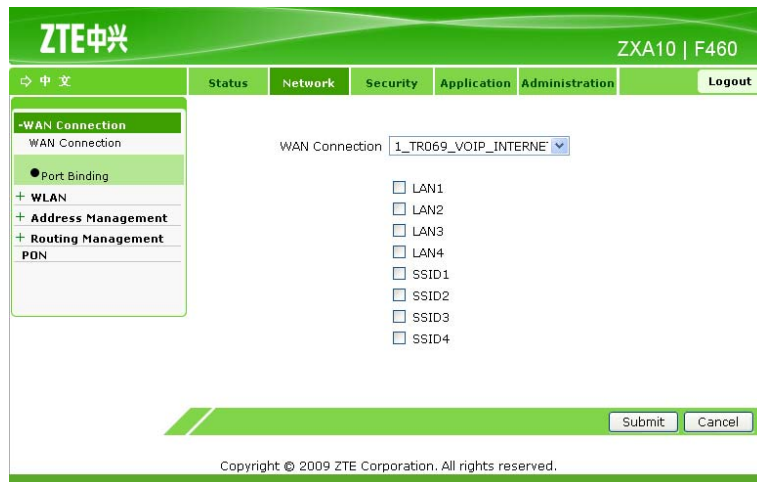 ZTE中兴
ZXA10 | F460
中 文
Status Network Security Application Administration Logout
-WAN Connection
WAN Connection
Port Binding
+ WLAN
+ Address Management
+ Routing Management
PON
WAN Connection 1_TR069_VOIP_INTERNE
LAN1
LAN2
LAN3
LAN4
SSID1
SSID2
SSID3
SSID4
Submit Cancel
Copyright © 2009 ZTE Corporation. All rights reserved.